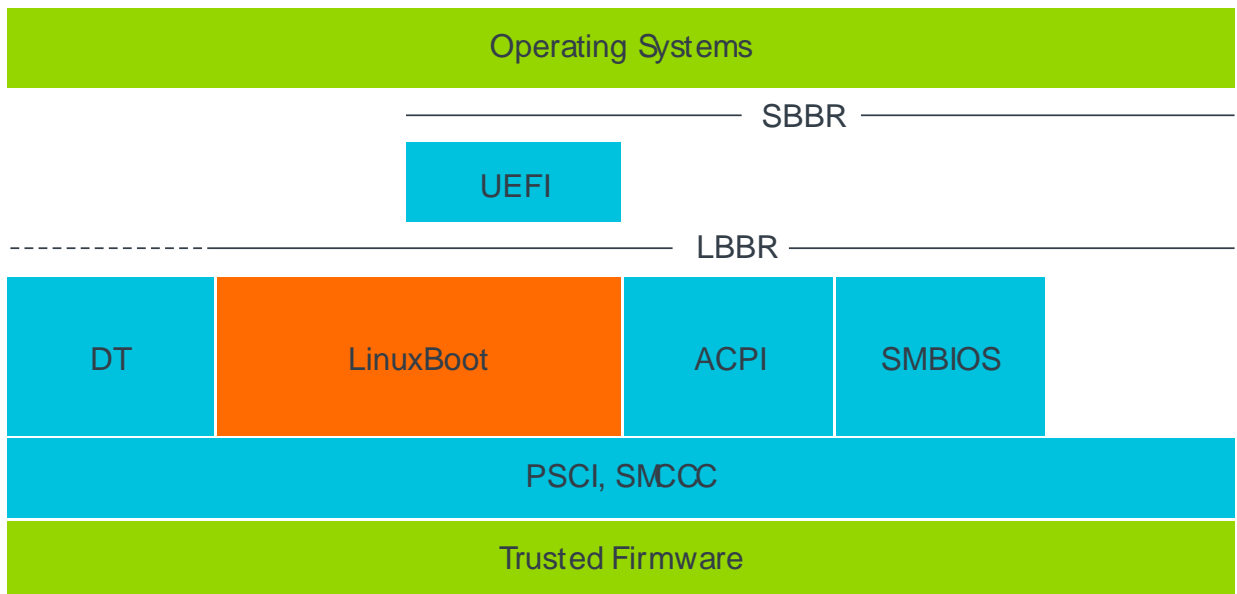 Operating Systems
SBBR
UEFI
LBBR
DT LinuxBoot ACPI SMBIOS
PSCI, SMCCC
Trusted Firmware